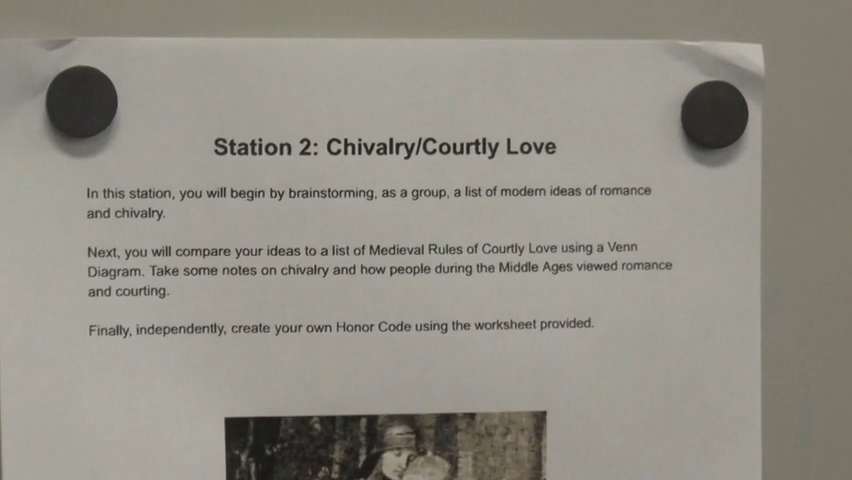 Station 2: Chivalry/Courtly Love
In this station, you will begin by brainstorming, as a group, a list of modern ideas of romance
and chivalry.
Next, you will compare your ideas to a list of Medieval Rules of Courtly Love using a Venn
Diagram. Take some notes on chivalry and how people during the Middle Ages viewed romance
and courting.
Finally, independently, create your own Honor Code using the worksheet provided.